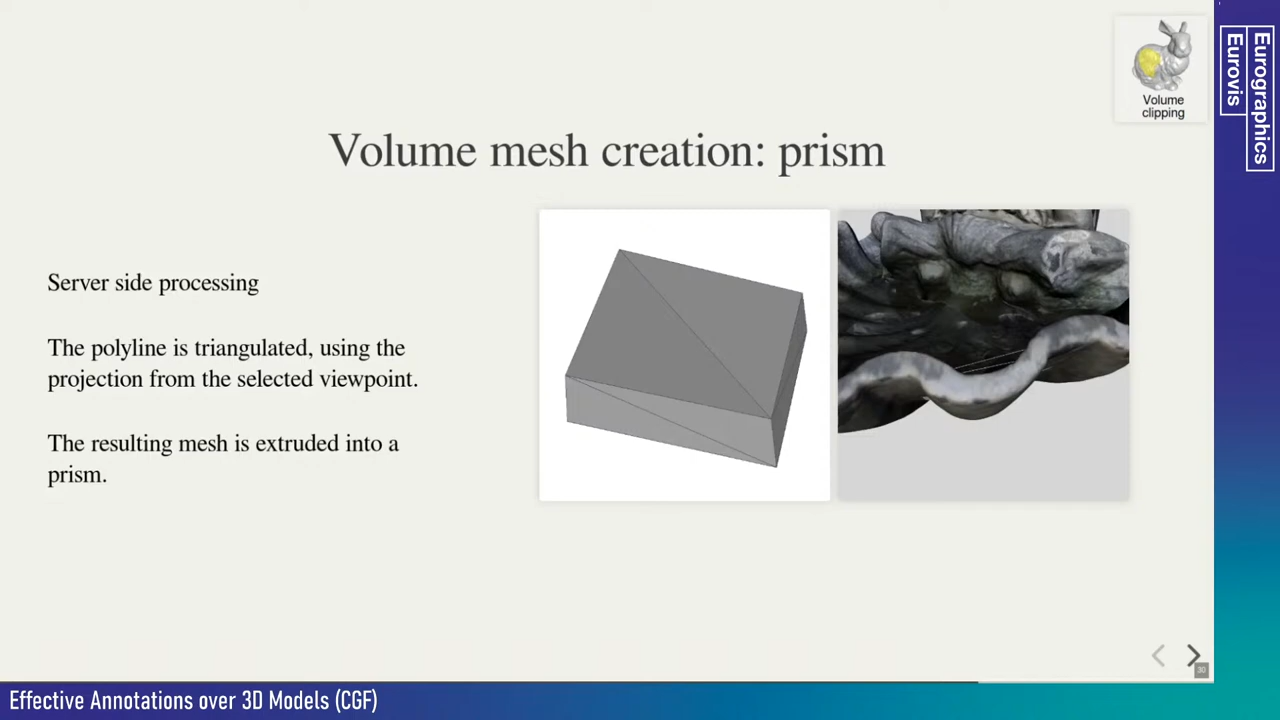 Volume
clipping
Eurographics
Eurovis
Volume mesh creation: prism
Server side processing
The polyline is triangulated, using the
projection from the selected viewpoint.
The resulting mesh is extruded into a
prism.
30
Effective Annotations over 3D Models (CGF)